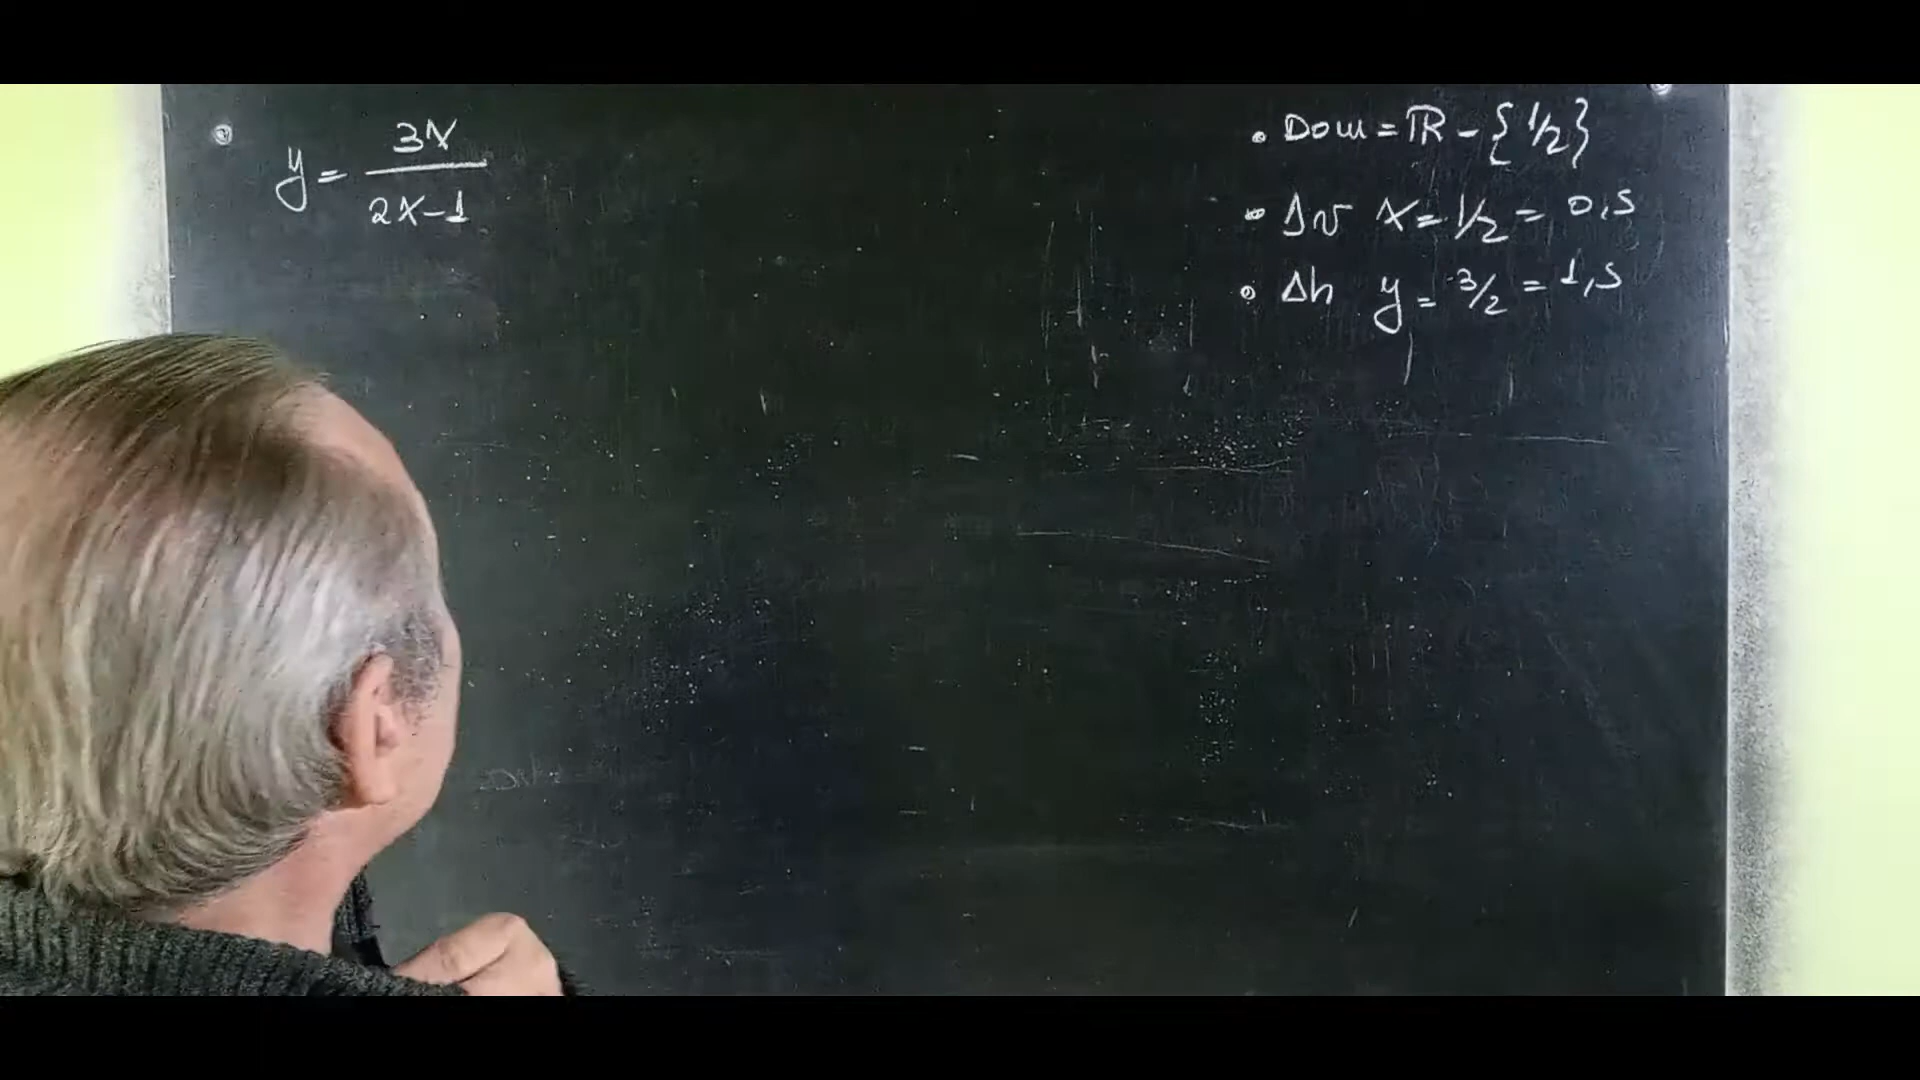 y = 3x / 2x-1
• Dom = ℝ - {1/2}
• Av x = 1/2 = 0,5
• Ah y = 3/2 = 1,5